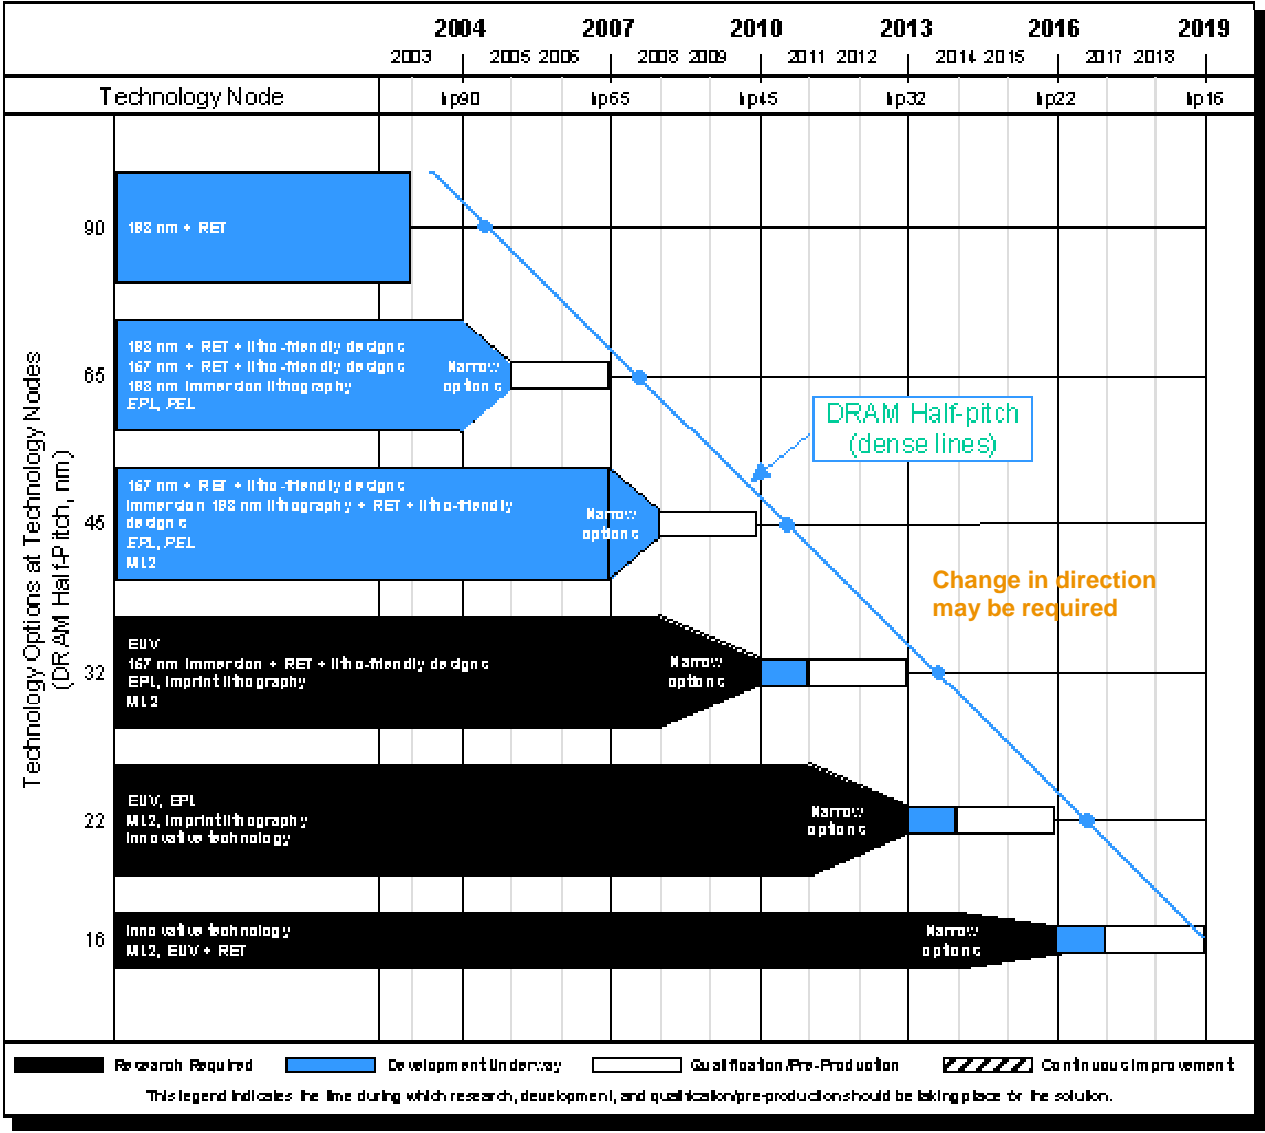 2004 2007 2010 2013 2016 2019
2003 2005 2006 2008 2009 2011 2012 2014 2015 2017 2018
Technology Node hp90 hp65 hp45 hp32 hp22 hp16
Technology Options at Technology Nodes
(DRAM Half-Pitch, nm)
90
193 nm + RET
65
193 nm + RET + litho-friendly designs
157 nm + RET + litho-friendly designs
193 nm immersion lithography
EPL, PEL
Narrow
options
DRAM Half-pitch
(dense lines)
45
157 nm + RET + litho-friendly designs
Immersion 193 nm lithography + RET + litho-friendly
designs
EPL, PEL
ML2
Narrow
options
Change in direction
may be required
32
EUV
157 nm immersion + RET + litho-friendly designs
EPL, imprint lithography
ML2
Narrow
options
22
EUV, EPL
ML2, imprint lithography
Innovative technology
Narrow
options
16
Innovative technology
ML2, EUV + RET
Narrow
options
Research Required Development Underway Qualification/Pre-Production Continuous Improvement
This legend indicates the time during which research, development, and qualification/pre-production should be taking place for the solution.